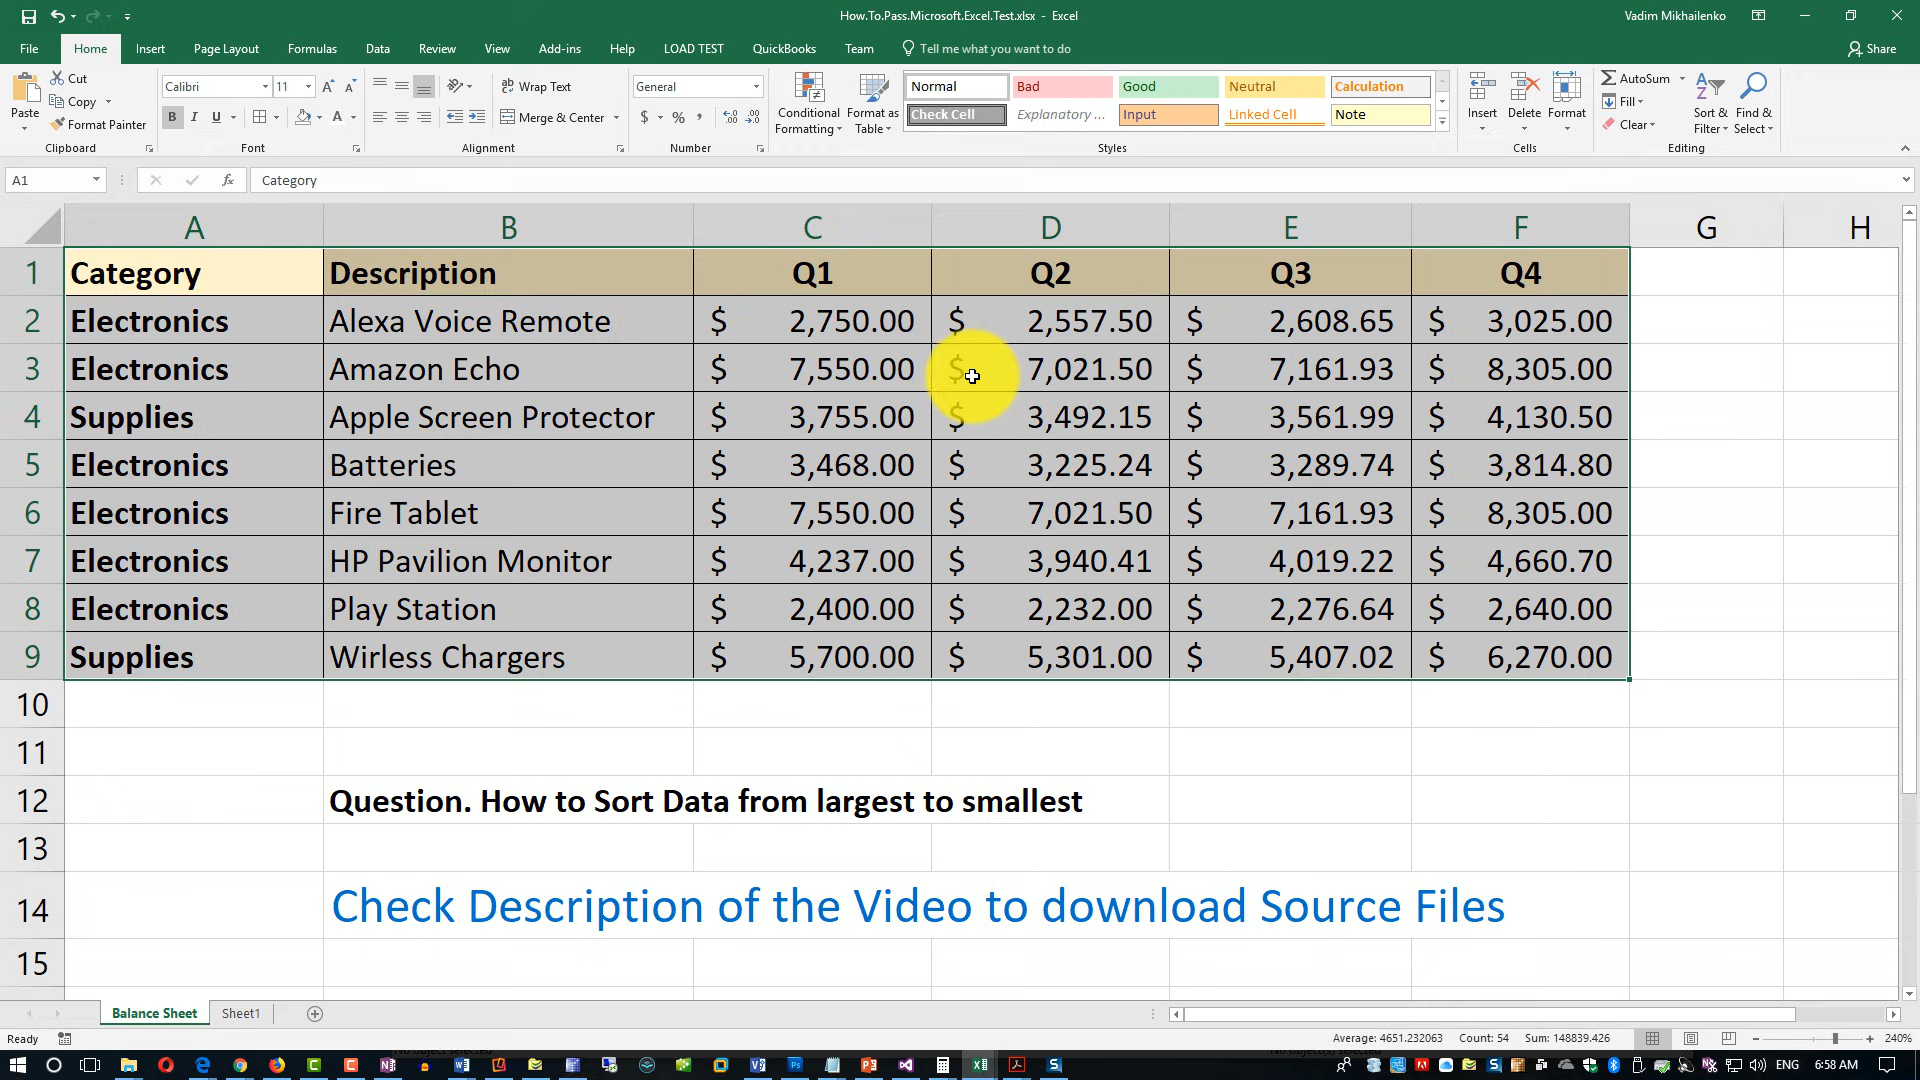 How.To.Pass.Microsoft.Excel.Test.xlsx - Excel
Vadim Mikhailenko
File Home Insert Page Layout Formulas Data Review View Add-ins Help LOAD TEST QuickBooks Team Tell me what you want to do Share
Paste
Cut
Copy
Format Painter
Clipboard
Calibri 11
B I U
Font
Wrap Text
Merge & Center
Alignment
General
$ % ,
Number
Conditional Formatting
Format as Table
Normal Bad Good Neutral Calculation
Check Cell Explanatory ... Input Linked Cell Note
Styles
Insert Delete Format
Cells
AutoSum
Fill
Clear
Sort & Filter
Find & Select
Editing
A1 fx Category
A B C D E F G H
1 Category Description Q1 Q2 Q3 Q4
2 Electronics Alexa Voice Remote $ 2,750.00 $ 2,557.50 $ 2,608.65 $ 3,025.00
3 Electronics Amazon Echo $ 7,550.00 $ 7,021.50 $ 7,161.93 $ 8,305.00
4 Supplies Apple Screen Protector $ 3,755.00 $ 3,492.15 $ 3,561.99 $ 4,130.50
5 Electronics Batteries $ 3,468.00 $ 3,225.24 $ 3,289.74 $ 3,814.80
6 Electronics Fire Tablet $ 7,550.00 $ 7,021.50 $ 7,161.93 $ 8,305.00
7 Electronics HP Pavilion Monitor $ 4,237.00 $ 3,940.41 $ 4,019.22 $ 4,660.70
8 Electronics Play Station $ 2,400.00 $ 2,232.00 $ 2,276.64 $ 2,640.00
9 Supplies Wirless Chargers $ 5,700.00 $ 5,301.00 $ 5,407.02 $ 6,270.00
10
11
12 Question. How to Sort Data from largest to smallest
13
14 Check Description of the Video to download Source Files
15
Balance Sheet Sheet1
Ready Average: 4651.232063 Count: 54 Sum: 148839.426 240%
ENG 6:58 AM